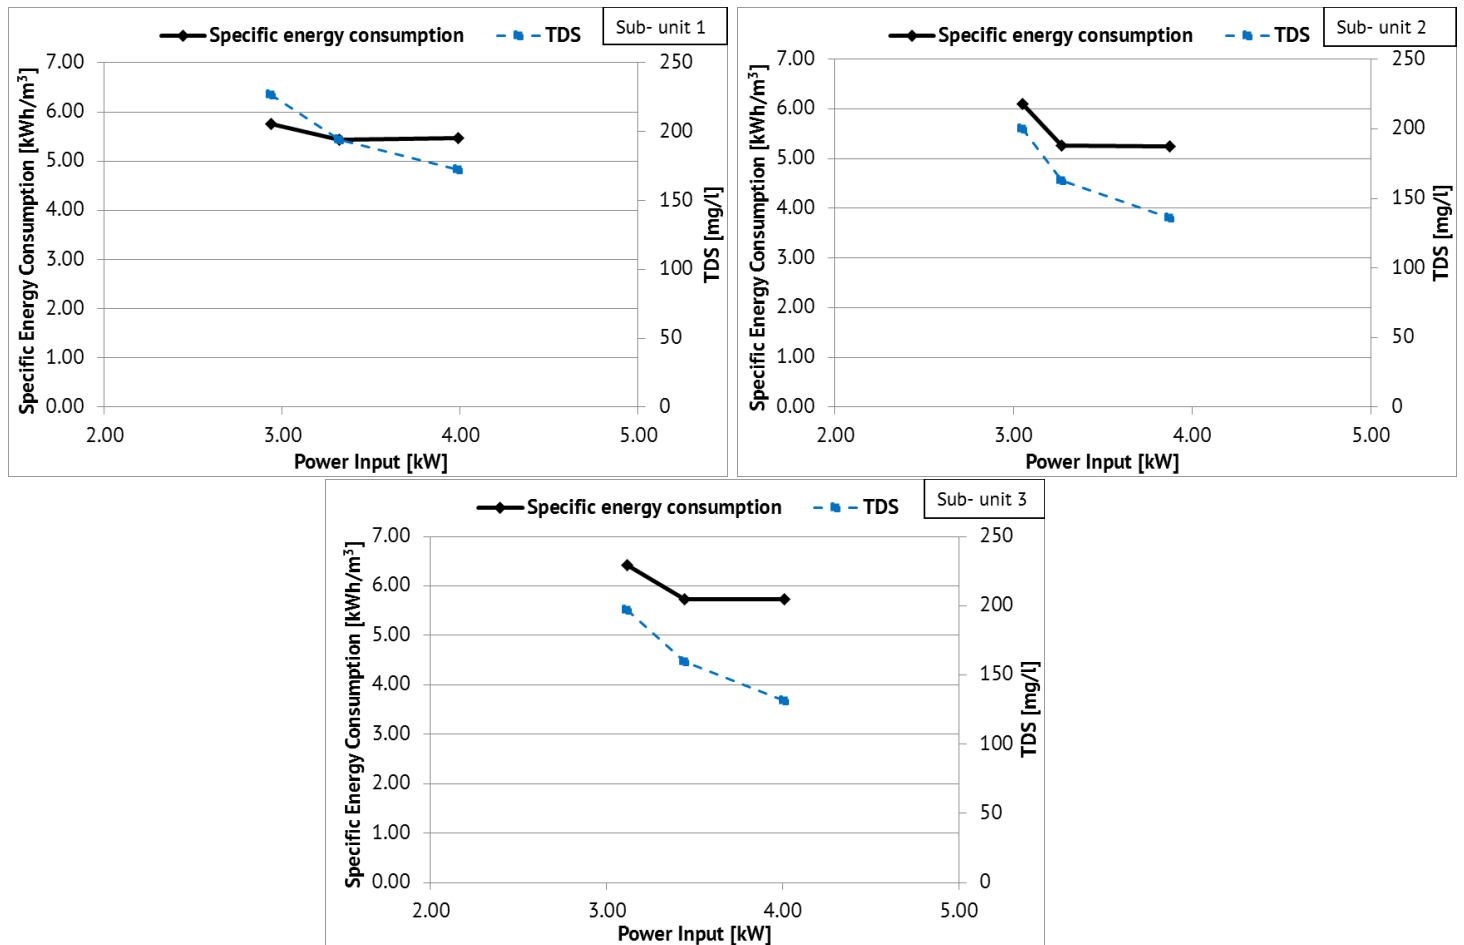 Sub- unit 1
Specific energy consumption TDS
Specific Energy Consumption [kWh/m³]
7.00
6.00
5.00
4.00
3.00
2.00
1.00
0.00
250
200
150
100
50
0
TDS [mg/l]
2.00 3.00 4.00 5.00
Power Input [kW]
Sub- unit 2
Specific energy consumption TDS
Specific Energy Consumption [kWh/m³]
7.00
6.00
5.00
4.00
3.00
2.00
1.00
0.00
250
200
150
100
50
0
TDS [mg/l]
2.00 3.00 4.00 5.00
Power Input [kW]
Sub- unit 3
Specific energy consumption TDS
Specific Energy Consumption [kWh/m³]
7.00
6.00
5.00
4.00
3.00
2.00
1.00
0.00
250
200
150
100
50
0
TDS [mg/l]
2.00 3.00 4.00 5.00
Power Input [kW]